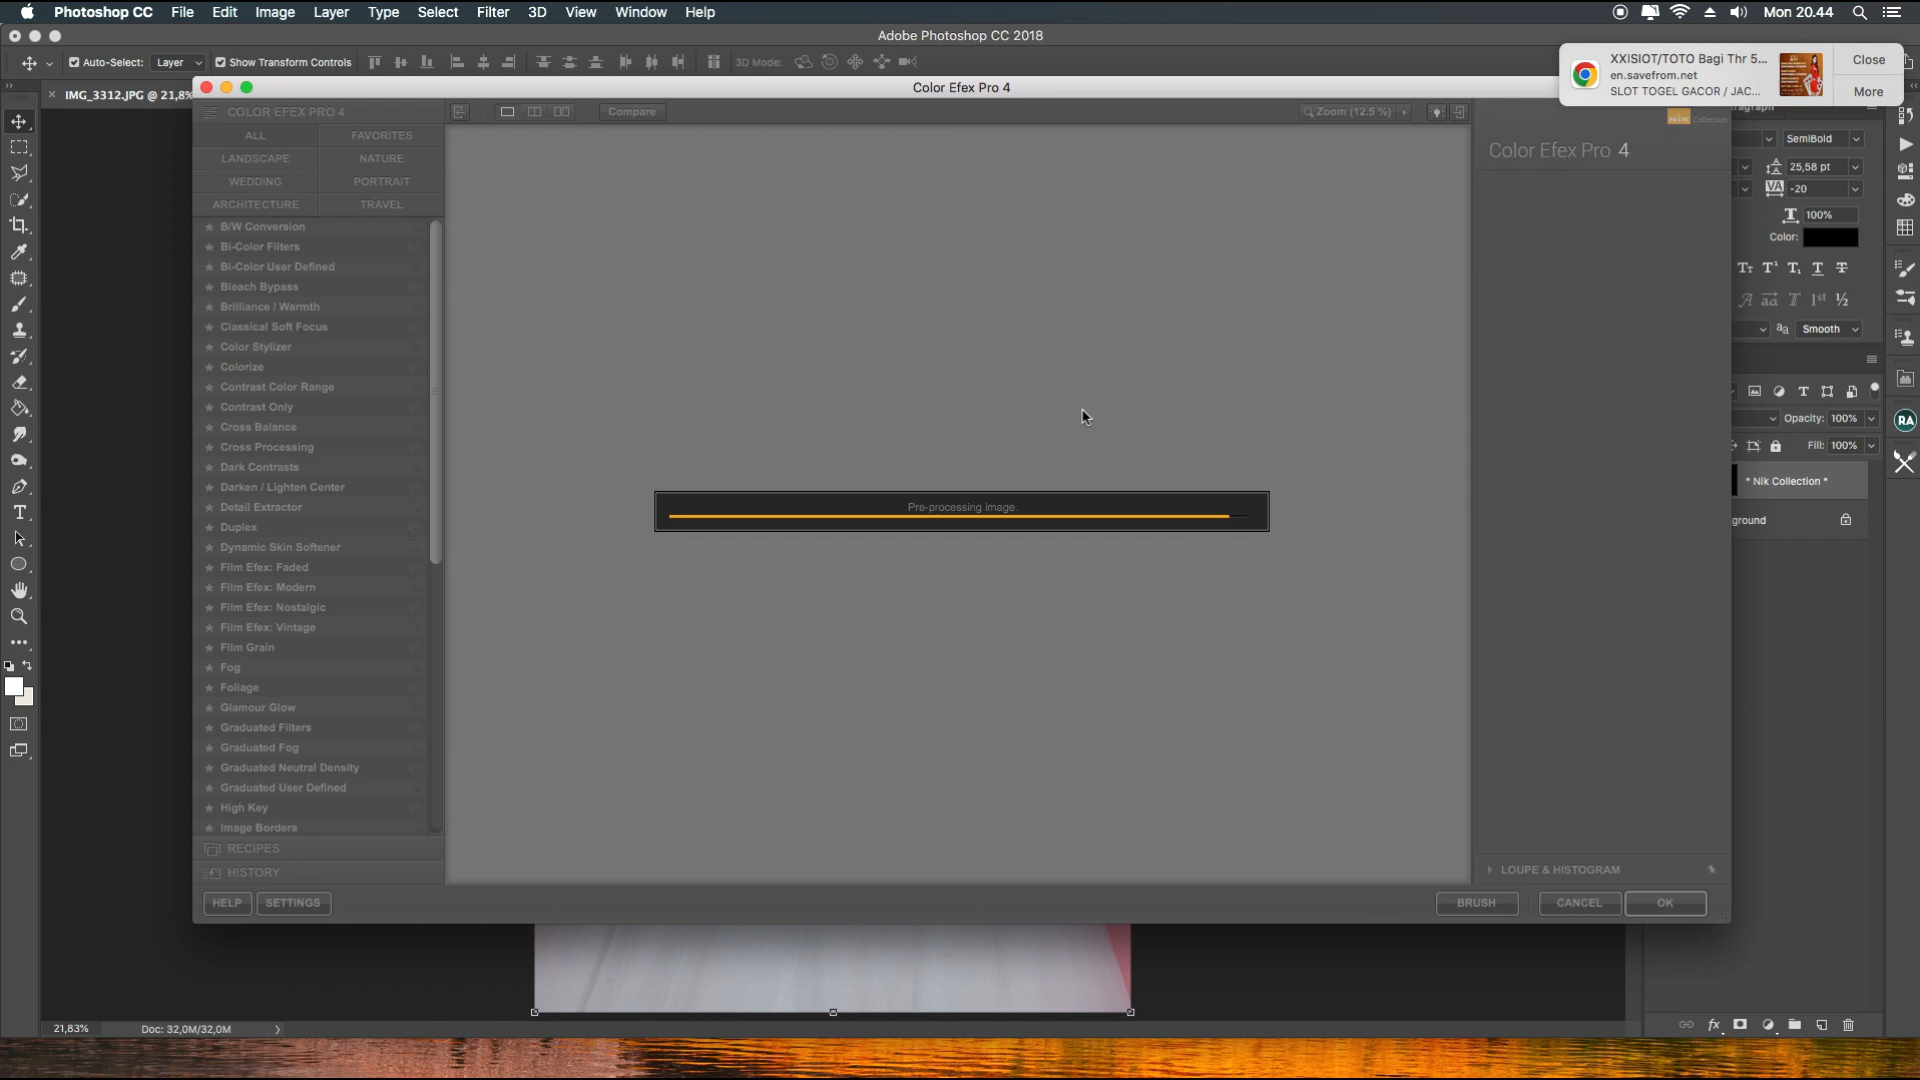 Photoshop CC File Edit Image Layer Type Select Filter 3D View Window Help Mon 20.44
Adobe Photoshop CC 2018
Auto-Select: Layer Show Transform Controls 3D Mode:
XXISIOT/TOTO Bagi Thr 5...
en.savefrom.net
SLOT TOGEL GACOR / JAC...
Close
More
IMG_3312.JPG @ 21,8%
Color Efex Pro 4
COLOR EFEX PRO 4
Compare
Zoom (12.5 %)
Collection
ALL FAVORITES
LANDSCAPE NATURE
WEDDING PORTRAIT
ARCHITECTURE TRAVEL
B/W Conversion
Bi-Color Filters
Bi-Color User Defined
Bleach Bypass
Brilliance / Warmth
Classical Soft Focus
Color Stylizer
Colorize
Contrast Color Range
Contrast Only
Cross Balance
Cross Processing
Dark Contrasts
Darken / Lighten Center
Detail Extractor
Duplex
Dynamic Skin Softener
Film Efex: Faded
Film Efex: Modern
Film Efex: Nostalgic
Film Efex: Vintage
Film Grain
Fog
Foliage
Glamour Glow
Graduated Filters
Graduated Fog
Graduated Neutral Density
Graduated User Defined
High Key
Image Borders
RECIPES
HISTORY
HELP SETTINGS
Pre-processing image.
Color Efex Pro 4
LOUPE & HISTOGRAM
BRUSH CANCEL OK
SemiBold
25,58 pt
VA -20
T 100%
Color:
1st ½
aa Smooth
Opacity: 100%
Fill: 100%
RA
* Nik Collection *
ground
fx
21,83% Doc: 32,0M/32,0M